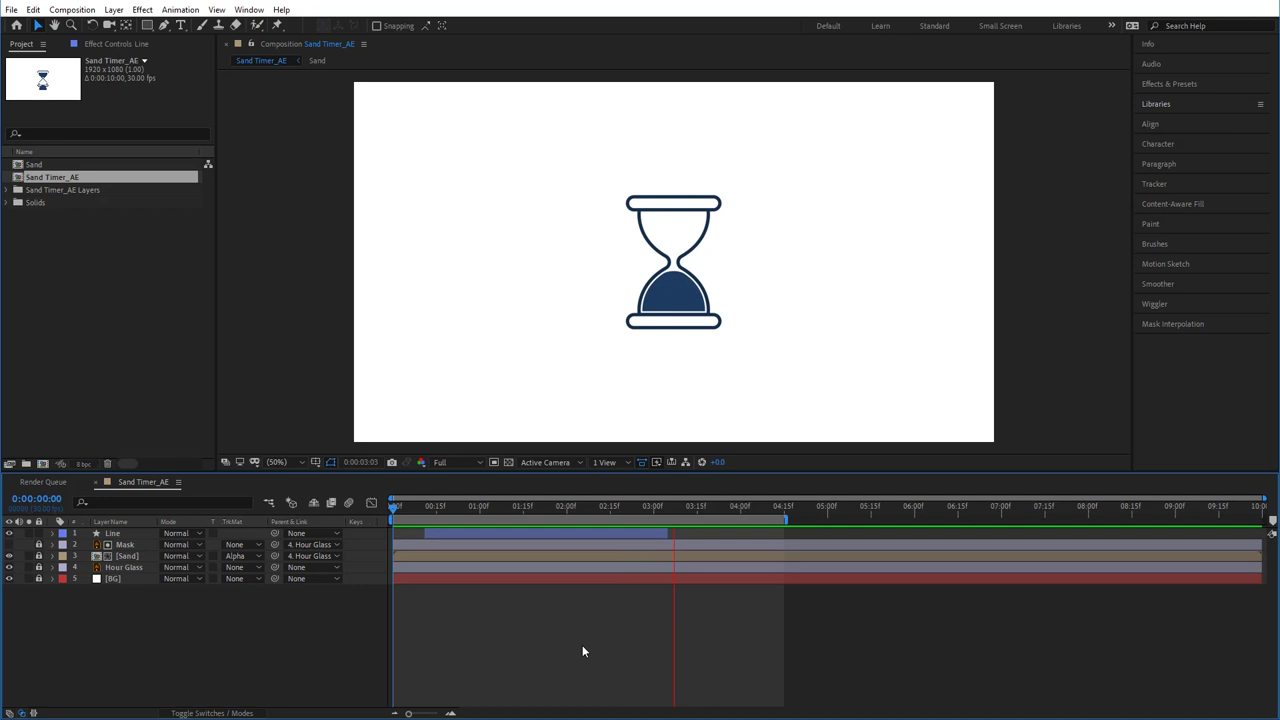 File Edit Composition Layer Effect Animation View Window Help
Snapping Default Learn Standard Small Screen Libraries Search Help
Project Effect Controls Line Composition Sand Timer_AE Info
Sand Timer_AE Sand Timer_AE Sand
1920 x 1080 (1.00)
Δ 0:00:10:00, 30.00 fps
Audio
Effects & Presets
Libraries
Align
Character
Paragraph
Tracker
Content-Aware Fill
Paint
Brushes
Motion Sketch
Smoother
Wiggler
Mask Interpolation
Name
Sand
Sand Timer_AE
Sand Timer_AE Layers
Solids
8 bpc (50%) 0:00:03:03 Full Active Camera 1 View +0.0
Render Queue Sand Timer_AE
0:00:00:00
00:15f 01:00f 01:15f 02:00f 02:15f 03:00f 03:15f 04:00f 04:15f 05:00f 05:15f 06:00f 06:15f 07:00f 07:15f 08:00f 08:15f 09:00f 09:15f 10:0
# Layer Name Mode T .TrkMat Parent & Link Keys
1 Line Normal None
2 Mask Normal None 4. Hour Glass
3 [Sand] Normal Alpha 4. Hour Glass
4 Hour Glass Normal None None
5 [BG] Normal None None
Toggle Switches / Modes